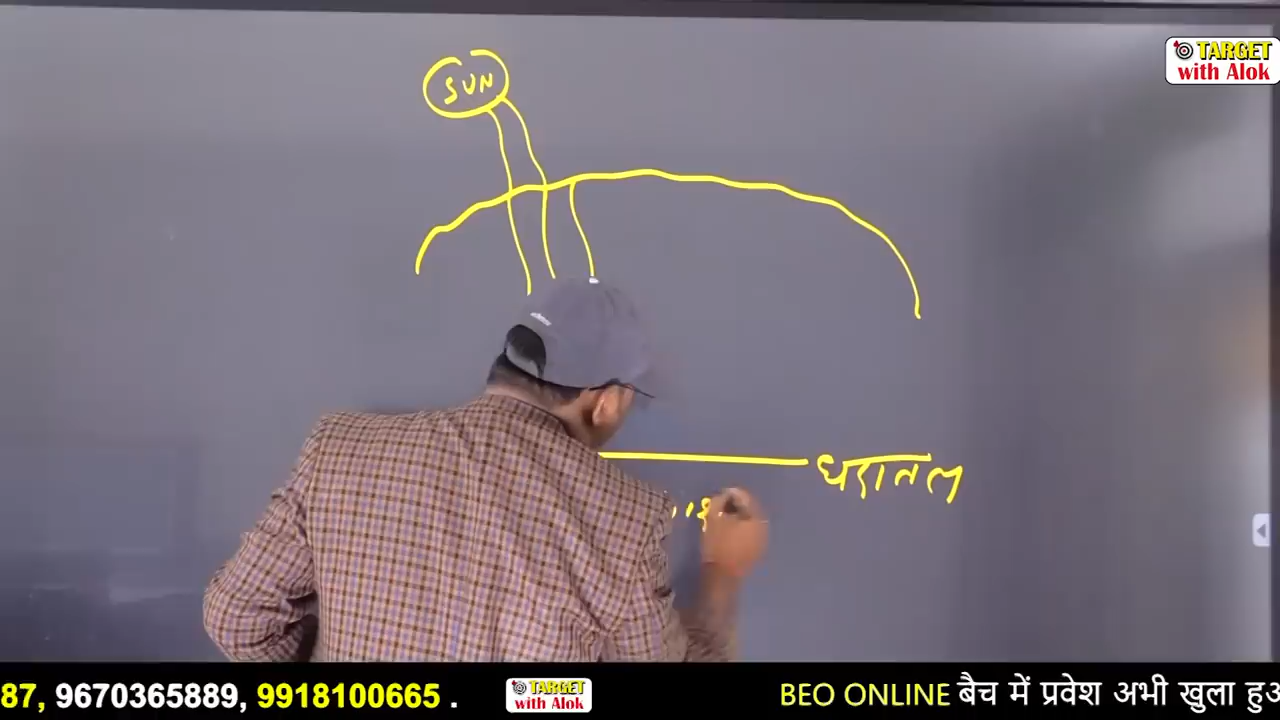 TARGET
with Alok
SUN
धरातल
87, 9670365889, 9918100665 .
TARGET
with Alok
BEO ONLINE बैच में प्रवेश अभी खुला हुअ